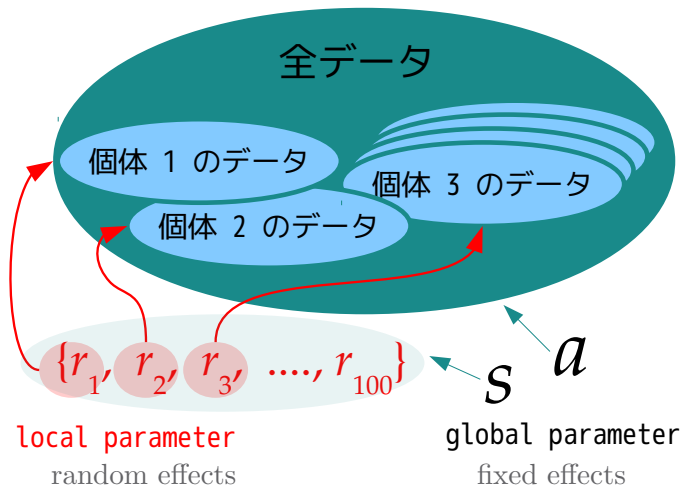 全データ
個体 1 のデータ
個体 3 のデータ
個体 2 のデータ
{r1, r2, r3, ...., r100}
s
a
local parameter
global parameter
random effects
fixed effects